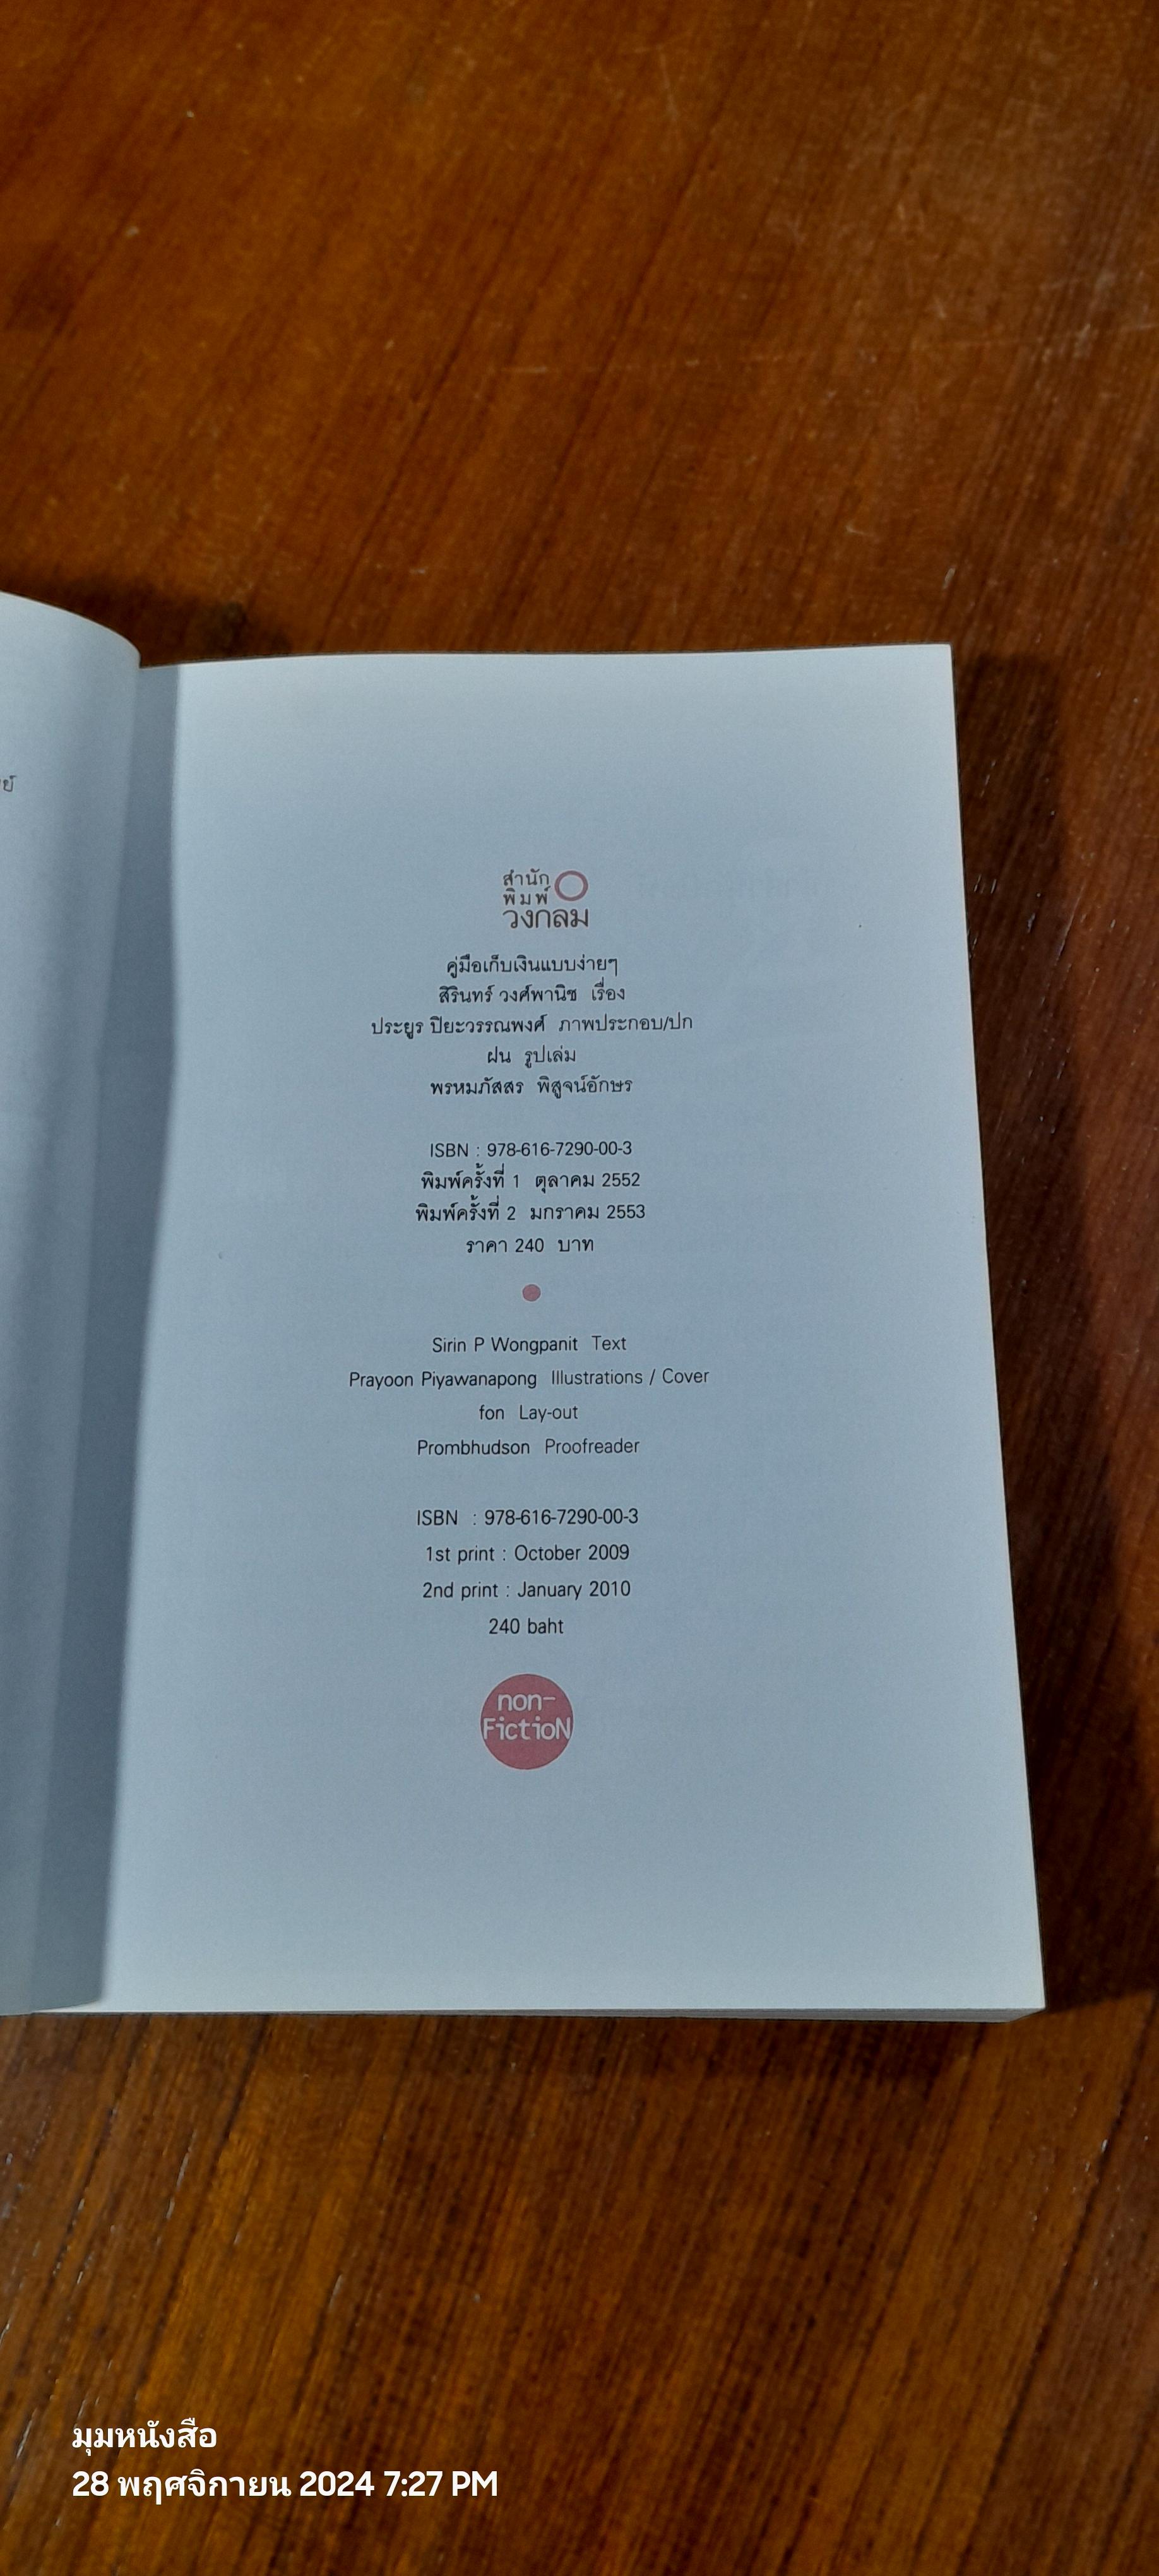 ย์
สำนัก
พิมพ์
วงกลม
คู่มือเก็บเงินแบบง่ายๆ
สิรินทร์ วงศ์พานิช เรื่อง
ประยูร ปิยะวรรณพงศ์ ภาพประกอบ/ปก
ฝน รูปเล่ม
พรหมภัสสร พิสูจน์อักษร
ISBN : 978-616-7290-00-3
พิมพ์ครั้งที่ 1 ตุลาคม 2552
พิมพ์ครั้งที่ 2 มกราคม 2553
ราคา 240 บาท
Sirin P Wongpanit Text
Prayoon Piyawanapong Illustrations / Cover
fon Lay-out
Prombhudson Proofreader
ISBN : 978-616-7290-00-3
1st print : October 2009
2nd print : January 2010
240 baht
non-
FictioN
มุมหนังสือ
28 พฤศจิกายน 2024 7:27 PM